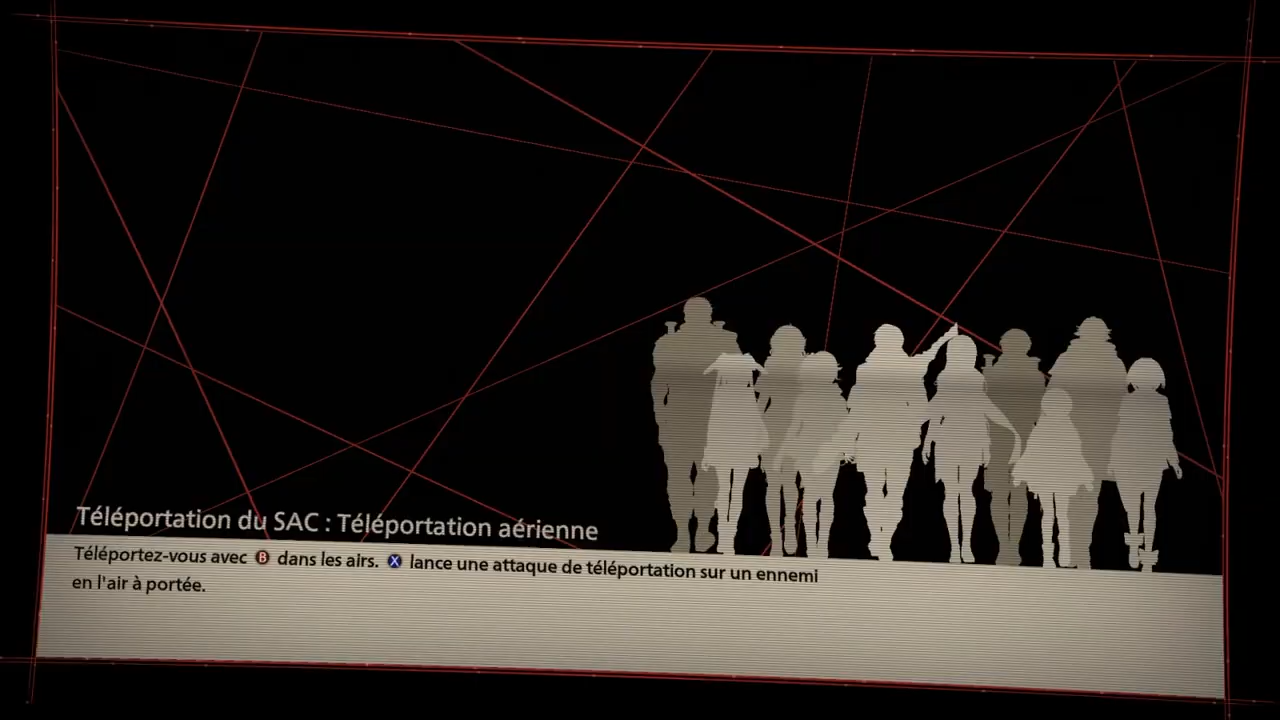 Téléportation du SAC : Téléportation aérienne
Téléportez-vous avec B dans les airs. X lance une attaque de téléportation sur un ennemi
en l'air à portée.